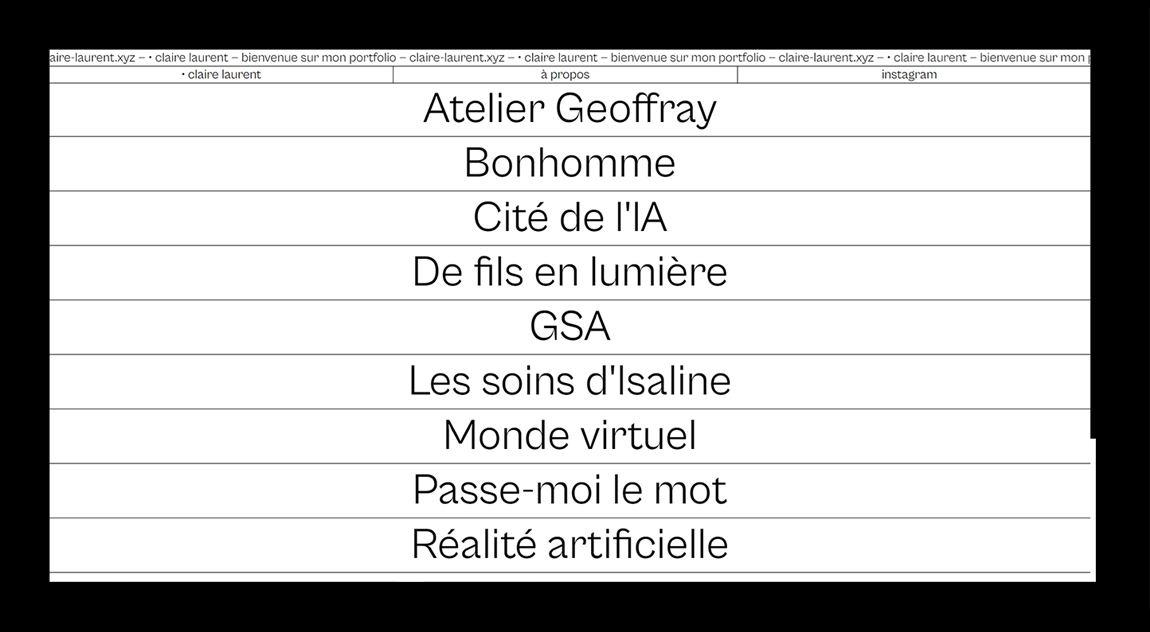 aire-laurent.xyz – • claire laurent – bienvenue sur mon portfolio – claire-laurent.xyz – • claire laurent – bienvenue sur mon portfolio – claire-laurent.xyz – • claire laurent – bienvenue sur mon p
• claire laurent à propos instagram
Atelier Geoffray
Bonhomme
Cité de l'IA
De fils en lumière
GSA
Les soins d'Isaline
Monde virtuel
Passe-moi le mot
Réalité artificielle